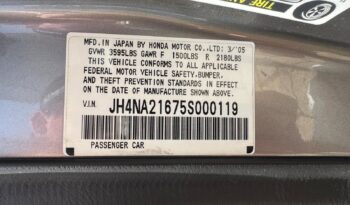 TIRE AND
MFD. IN JAPAN BY HONDA MOTOR CO.,LTD. 3/'05
GVWR 3595LBS GAWR F 1500LBS R 2180LBS
THIS VEHICLE CONFORMS TO ALL APPLICABLE
FEDERAL MOTOR VEHICLE SAFETY,BUMPER,
AND THEFT PREVENTION STANDARDS IN EFFECT
ON THE DATE OF MANUFACTURE SHOWN ABOVE.
V.I.N. JH4NA21675S000119
PASSENGER CAR